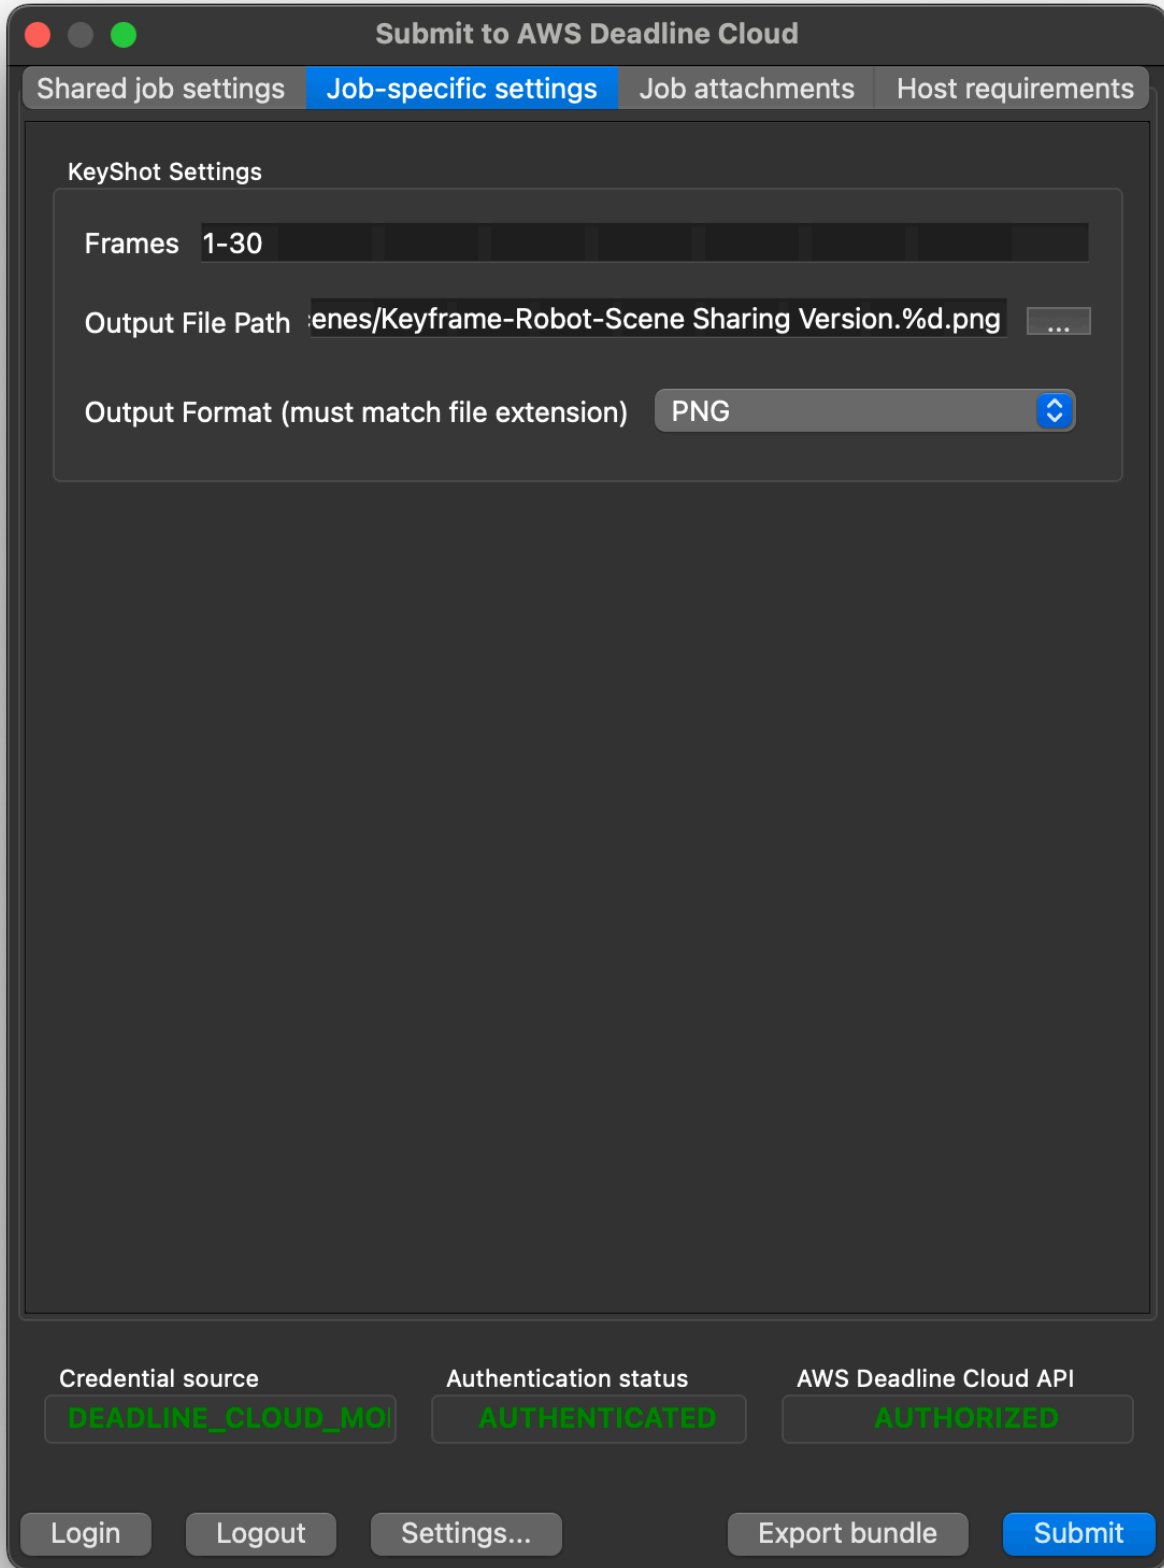 Submit to AWS Deadline Cloud
Shared job settings Job-specific settings Job attachments Host requirements
KeyShot Settings
Frames 1-30
Output File Path enes/Keyframe-Robot-Scene Sharing Version.%d.png ...
Output Format (must match file extension) PNG
Credential source Authentication status AWS Deadline Cloud API
DEADLINE_CLOUD_MO AUTHENTICATED AUTHORIZED
Login Logout Settings... Export bundle Submit